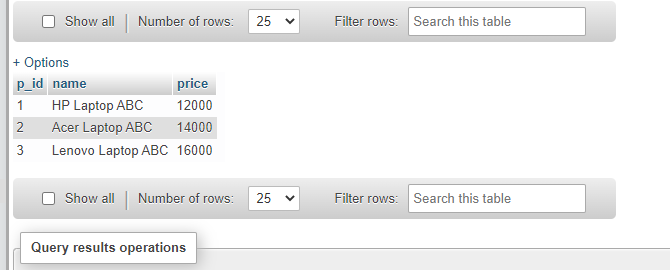 Show all Number of rows: 25 Filter rows: Search this table
+ Options
p_id name price
1 HP Laptop ABC 12000
2 Acer Laptop ABC 14000
3 Lenovo Laptop ABC 16000
Show all Number of rows: 25 Filter rows: Search this table
Query results operations